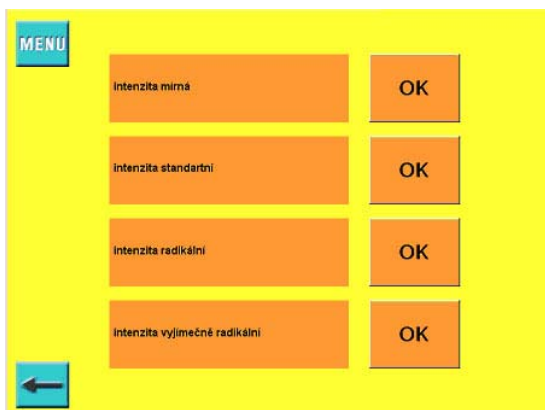 MENU
intenzita mírná
OK
intenzita standartní
OK
intenzita radikální
OK
intenzita vyjímečně radikální
OK